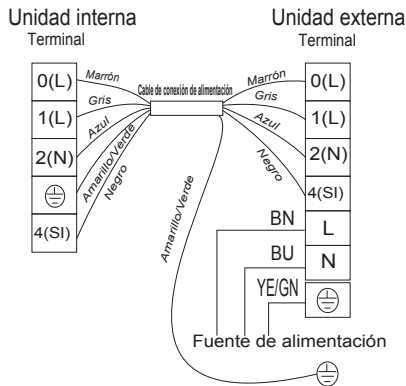 Unidad interna
Terminal
Unidad externa
Terminal
Cable de conexión de alimentación
0(L)
1(L)
2(N)
4(SI)
Marrón
Gris
Azul
Amarillo/Verde
Negro
Marrón
Gris
Azul
Negro
Amarillo/Verde
0(L)
1(L)
2(N)
4(SI)
BN
L
BU
N
YE/GN
Fuente de alimentación